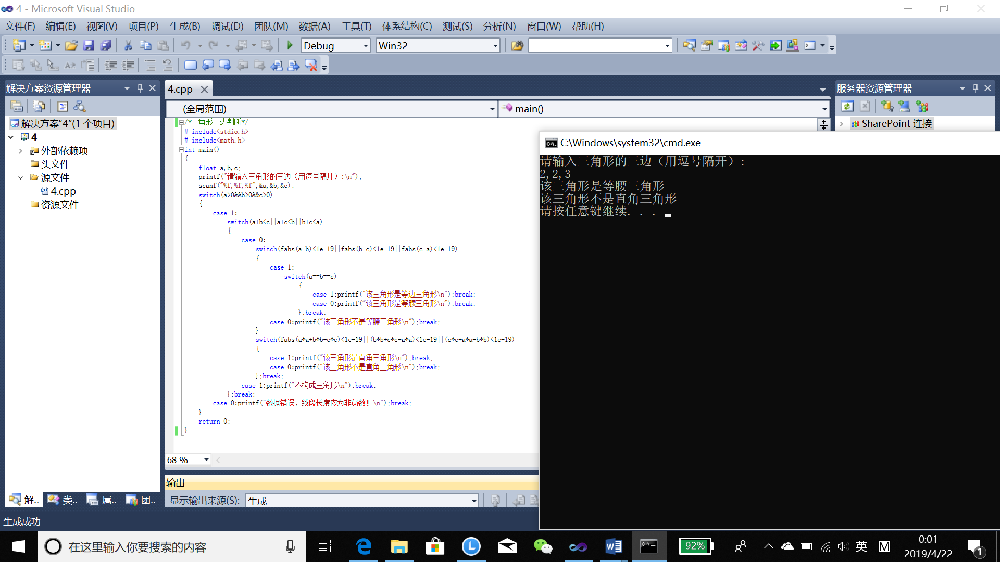 4 - Microsoft Visual Studio
文件(F) 编辑(E) 视图(V) 项目(P) 生成(B) 调试(D) 团队(M) 数据(A) 工具(T) 体系结构(C) 测试(S) 分析(N) 窗口(W) 帮助(H)
Debug Win32
解决方案资源管理器
解决方案"4"(1 个项目)
4
外部依赖项
头文件
源文件
4.cpp
资源文件
解.. 类.. 属.. 团..
4.cpp
(全局范围) main()
/*三角形三边判断*/
# include<stdio.h>
# include<math.h>
int main()
{
float a,b,c;
printf("请输入三角形的三边（用逗号隔开）:\n");
scanf("%f,%f,%f",&a,&b,&c);
switch(a>0&&b>0&&c>0)
{
case 1:
switch(a+b<c||a+c<b||b+c<a)
{
case 0:
switch(fabs(a-b)<1e-19||fabs(b-c)<1e-19||fabs(c-a)<1e-19)
{
case 1:
switch(a==b==c)
{
case 1:printf("该三角形是等边三角形\n");break;
case 0:printf("该三角形是等腰三角形\n");break;
};break;
case 0:printf("该三角形不是等腰三角形\n");break;
}
switch(fabs(a*a+b*b-c*c)<1e-19||(b*b+c*c-a*a)<1e-19||(c*c+a*a-b*b)<1e-19)
{
case 1:printf("该三角形是直角三角形\n");break;
case 0:printf("该三角形不是直角三角形\n");break;
};break;
case 1:printf("不构成三角形\n");break;
};break;
case 0:printf("数据错误，线段长度应为非负数！\n");break;
}
return 0;
}
68 %
输出
显示输出来源(S): 生成
服务器资源管理器
SharePoint 连接
C:\Windows\system32\cmd.exe
请输入三角形的三边（用逗号隔开）:
2,2,3
该三角形是等腰三角形
该三角形不是直角三角形
请按任意键继续. . .
生成成功
在这里输入你要搜索的内容
92%
英
0:01
2019/4/22
1